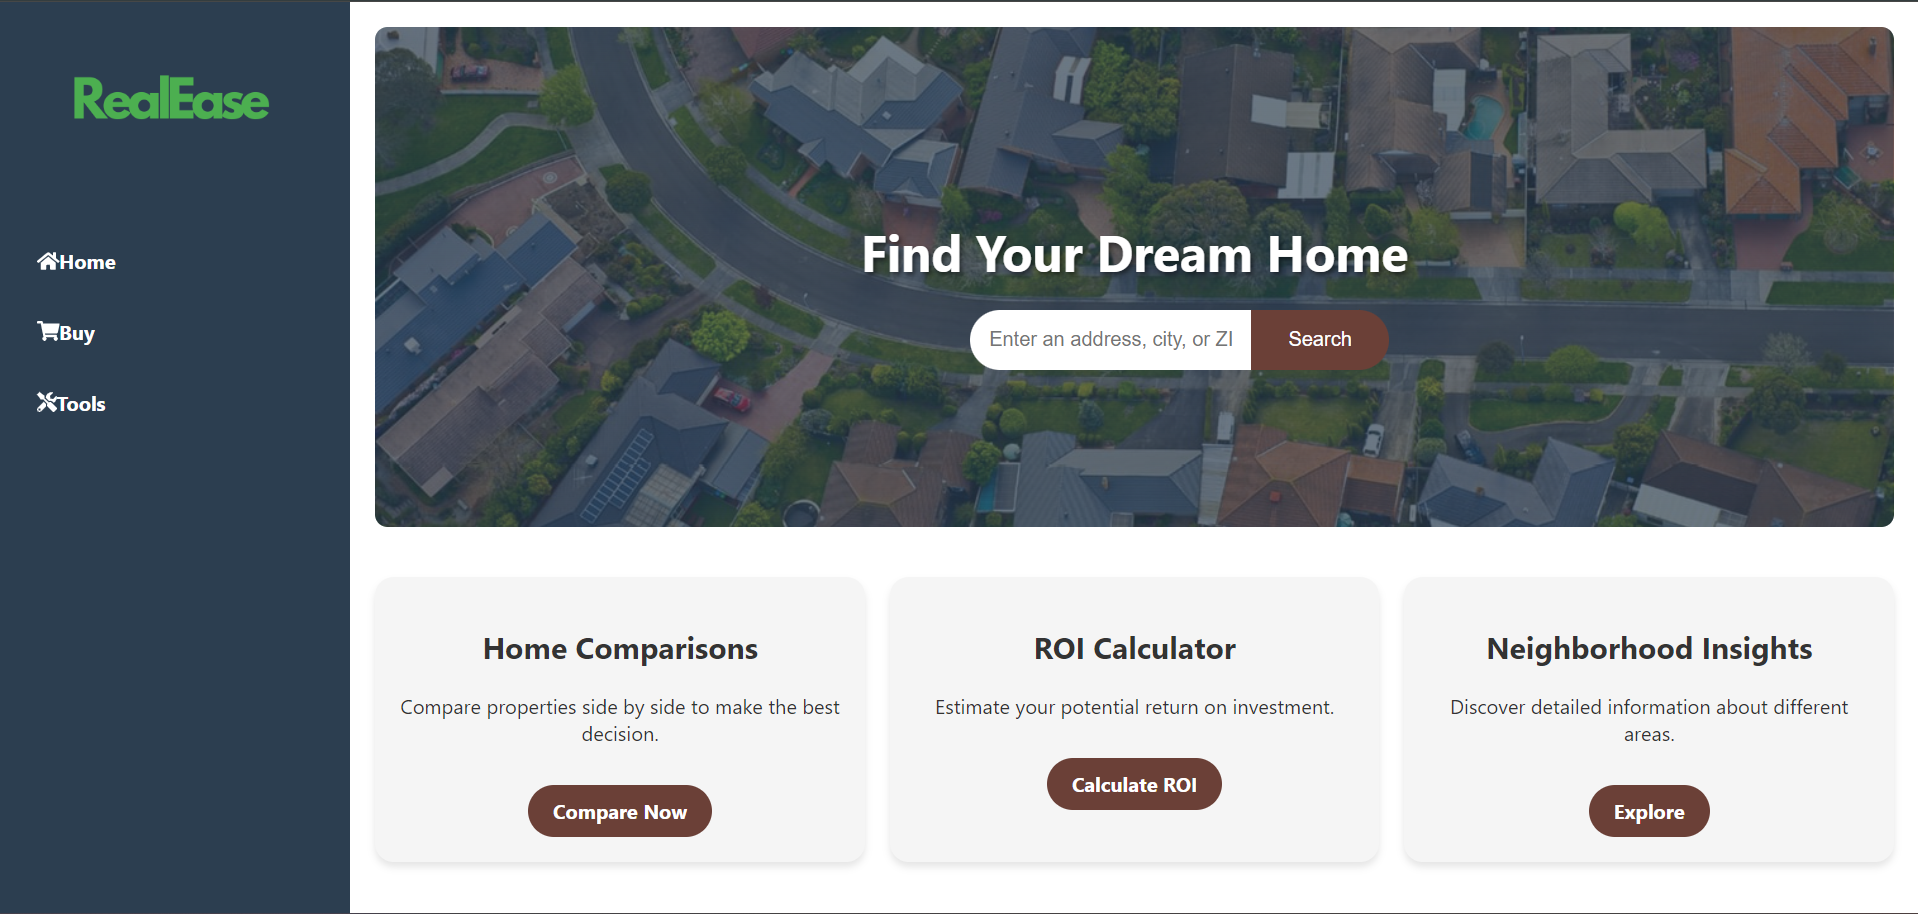 RealEase
Home
Buy
Tools
Find Your Dream Home
Enter an address, city, or ZI
Search
Home Comparisons
Compare properties side by side to make the best
decision.
Compare Now
ROI Calculator
Estimate your potential return on investment.
Calculate ROI
Neighborhood Insights
Discover detailed information about different
areas.
Explore